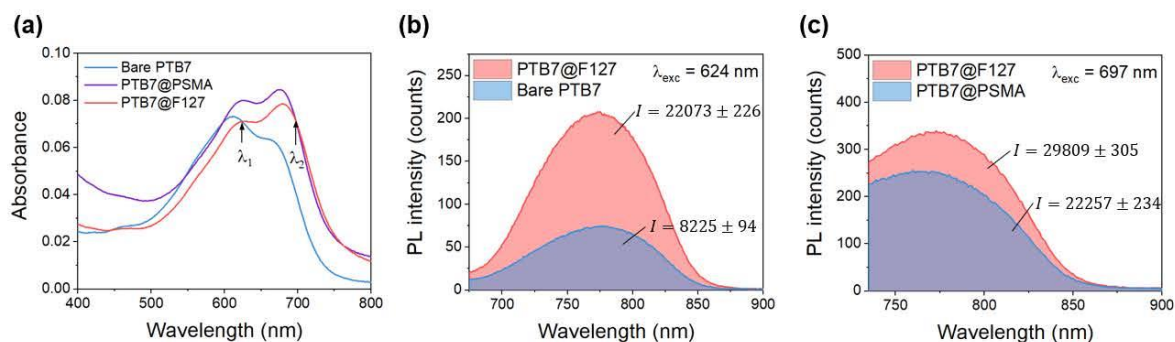 (a)
Absorbance
0.10
0.08
0.06
0.04
0.02
0.00
Bare PTB7
PTB7@PSMA
PTB7@F127
λ1
λ2
400 500 600 700 800
Wavelength (nm)
(b)
PL intensity (counts)
250
200
150
100
50
0
PTB7@F127
Bare PTB7
λexc = 624 nm
I = 22073 ± 226
I = 8225 ± 94
700 750 800 850 900
Wavelength (nm)
(c)
PL intensity (counts)
500
400
300
200
100
0
PTB7@F127
PTB7@PSMA
λexc = 697 nm
I = 29809 ± 305
I = 22257 ± 234
750 800 850 900
Wavelength (nm)